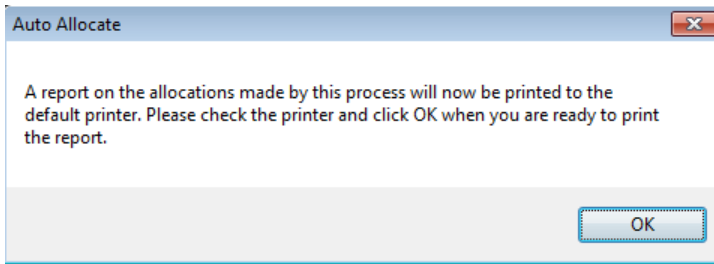 Auto Allocate
A report on the allocations made by this process will now be printed to the
default printer. Please check the printer and click OK when you are ready to print
the report.
OK